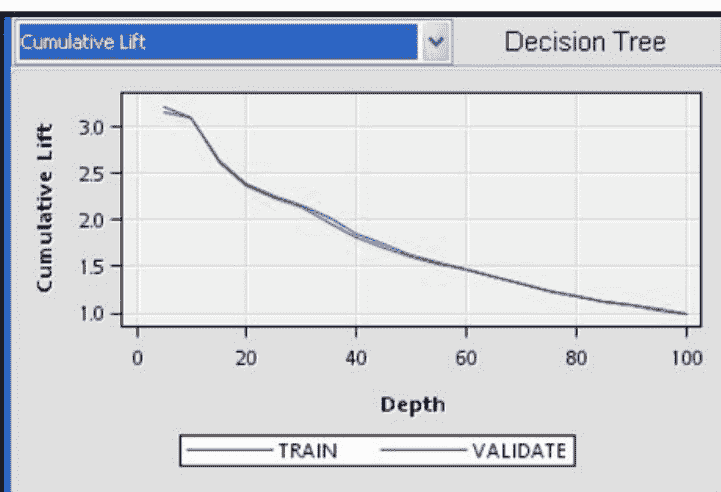 Cumulative Lift
Decision Tree
Cumulative Lift
3.0
2.5
2.0
1.5
1.0
0 20 40 60 80 100
Depth
TRAIN VALIDATE